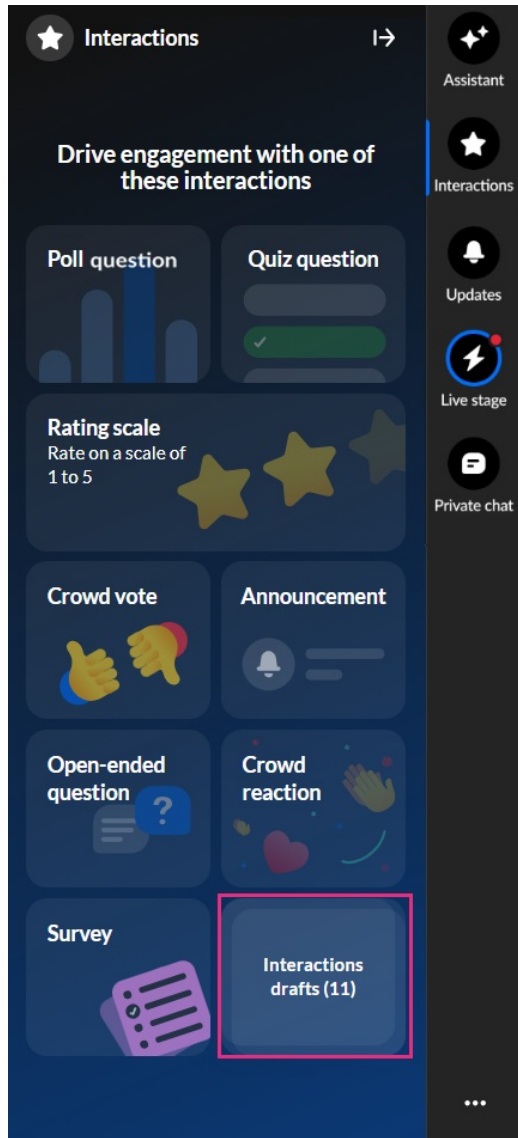 Interactions
Drive engagement with one of
these interactions
Poll question
Quiz question
Rating scale
Rate on a scale of
1 to 5
Crowd vote
Announcement
Open-ended
question
?
Crowd
reaction
Survey
Interactions
drafts (11)
Assistant
Interactions
Updates
Live stage
Private chat